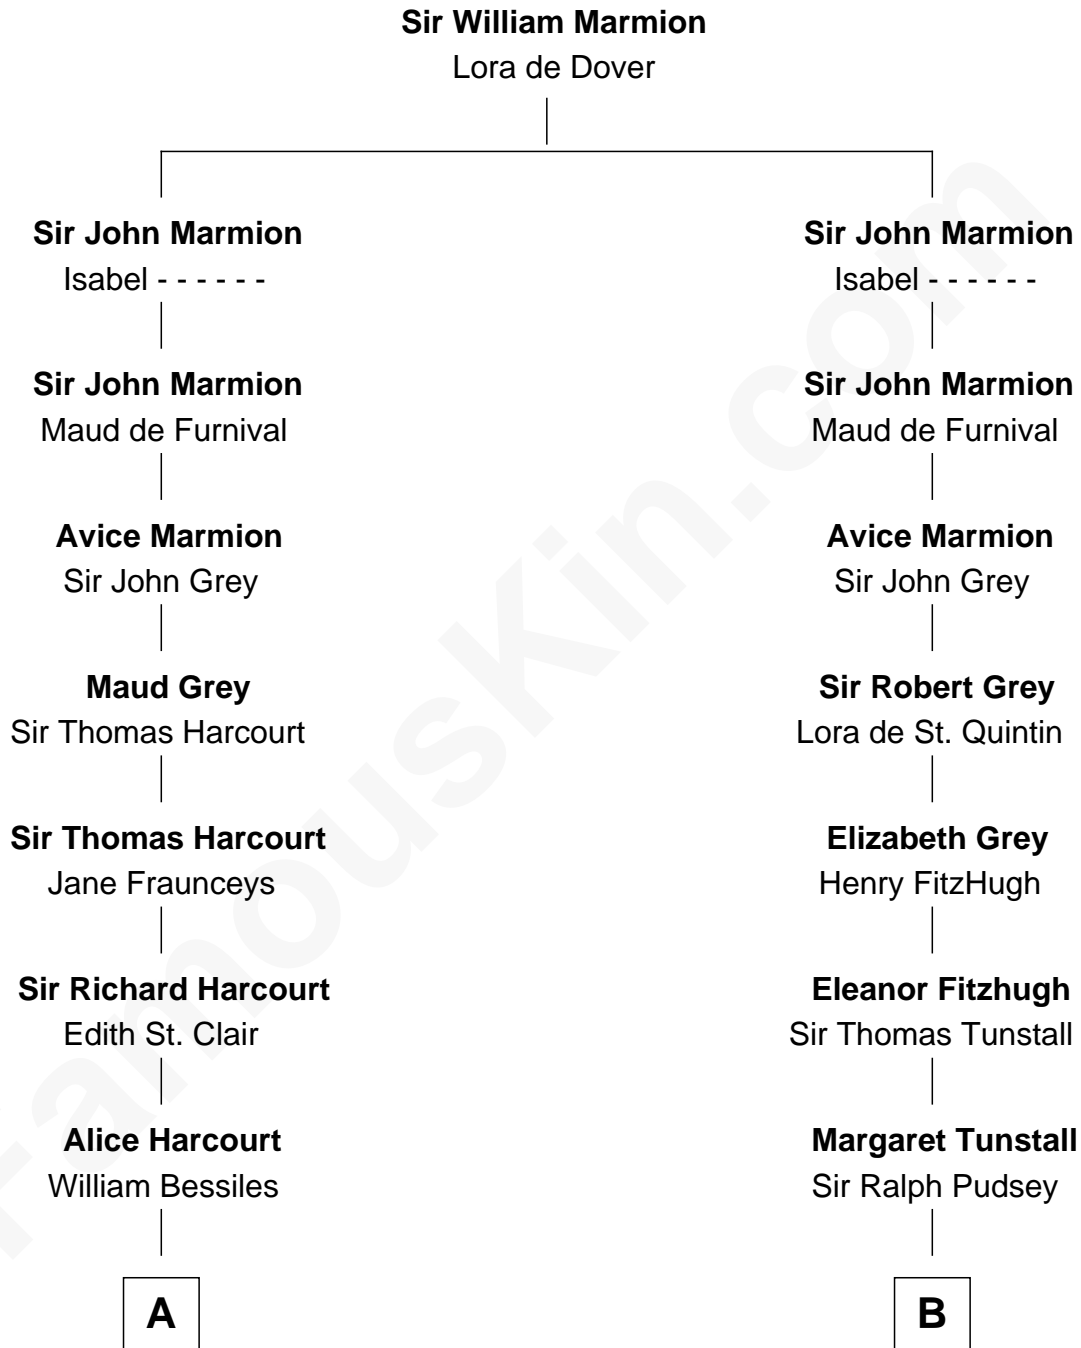 Sir William Marmion
Lora de Dover
Sir John Marmion
Isabel - - - - - -
Sir John Marmion
Maud de Furnival
Avice Marmion
Sir John Grey
Maud Grey
Sir Thomas Harcourt
Sir Thomas Harcourt
Jane Fraunceys
Sir Richard Harcourt
Edith St. Clair
Alice Harcourt
William Bessiles
A
Sir John Marmion
Isabel - - - - - -
Sir John Marmion
Maud de Furnival
Avice Marmion
Sir John Grey
Sir Robert Grey
Lora de St. Quintin
Elizabeth Grey
Henry FitzHugh
Eleanor Fitzhugh
Sir Thomas Tunstall
Margaret Tunstall
Sir Ralph Pudsey
B
FamousKin.com